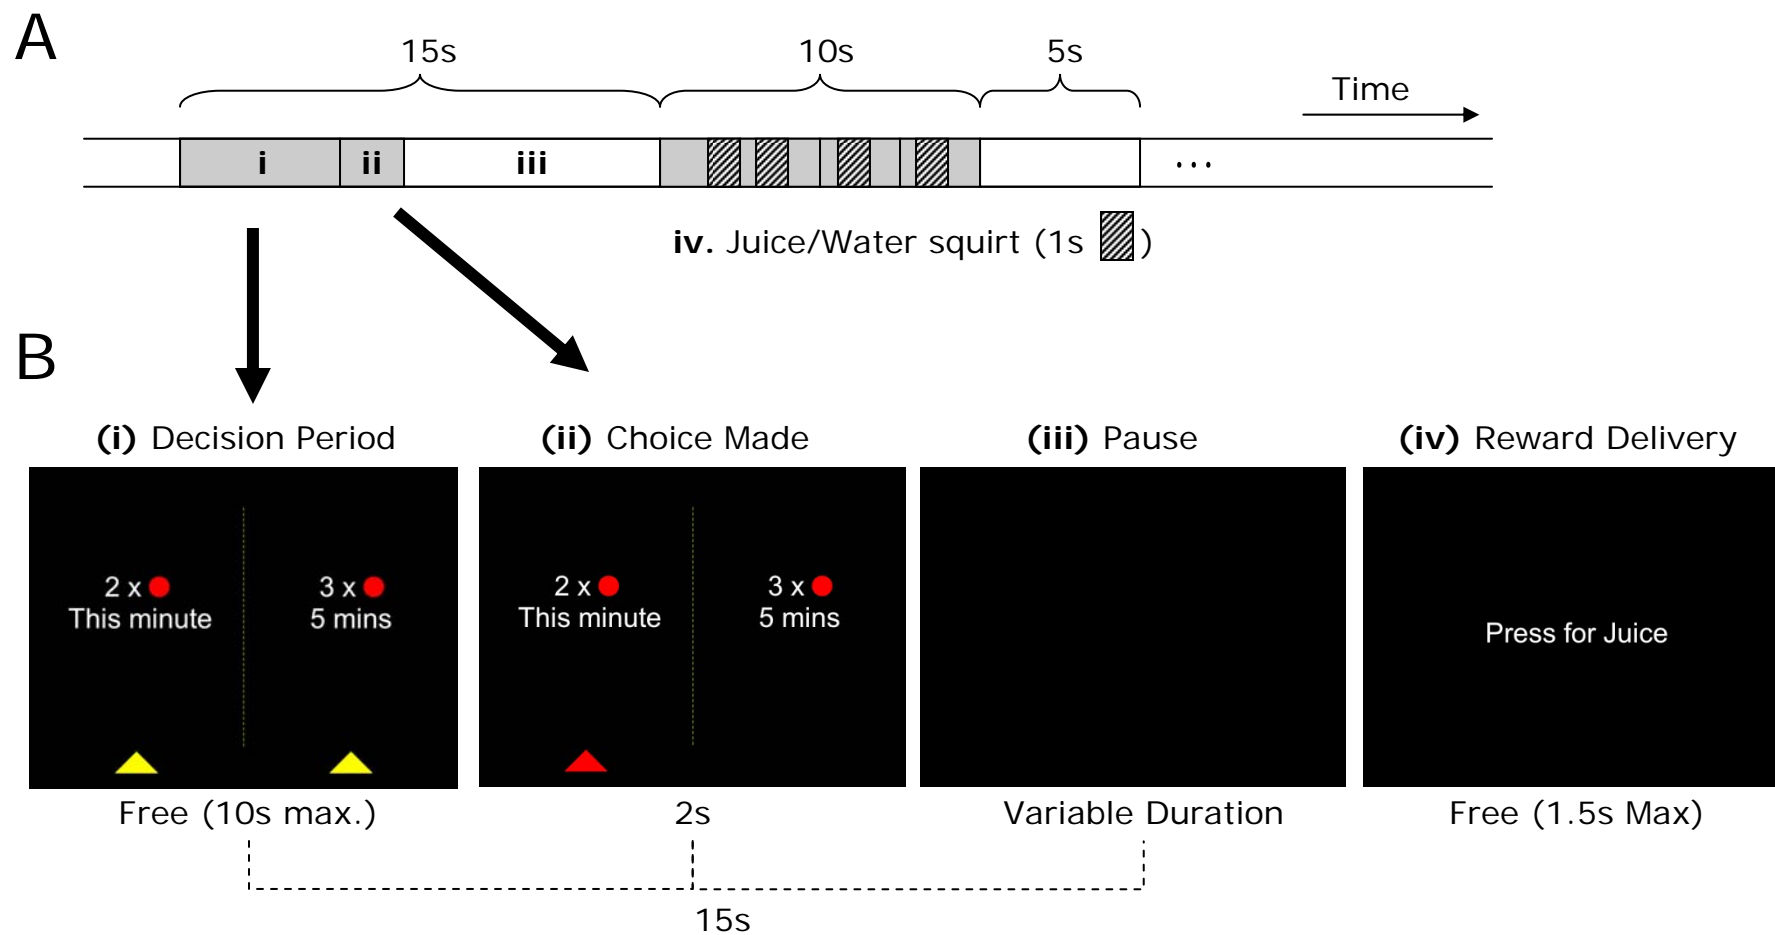 A
15s
10s
5s
Time
i
ii
iii
...
iv. Juice/Water squirt (1s )
B
(i) Decision Period
(ii) Choice Made
(iii) Pause
(iv) Reward Delivery
2 x
This minute
3 x
5 mins
2 x
This minute
3 x
5 mins
Press for Juice
Free (10s max.)
2s
Variable Duration
Free (1.5s Max)
15s